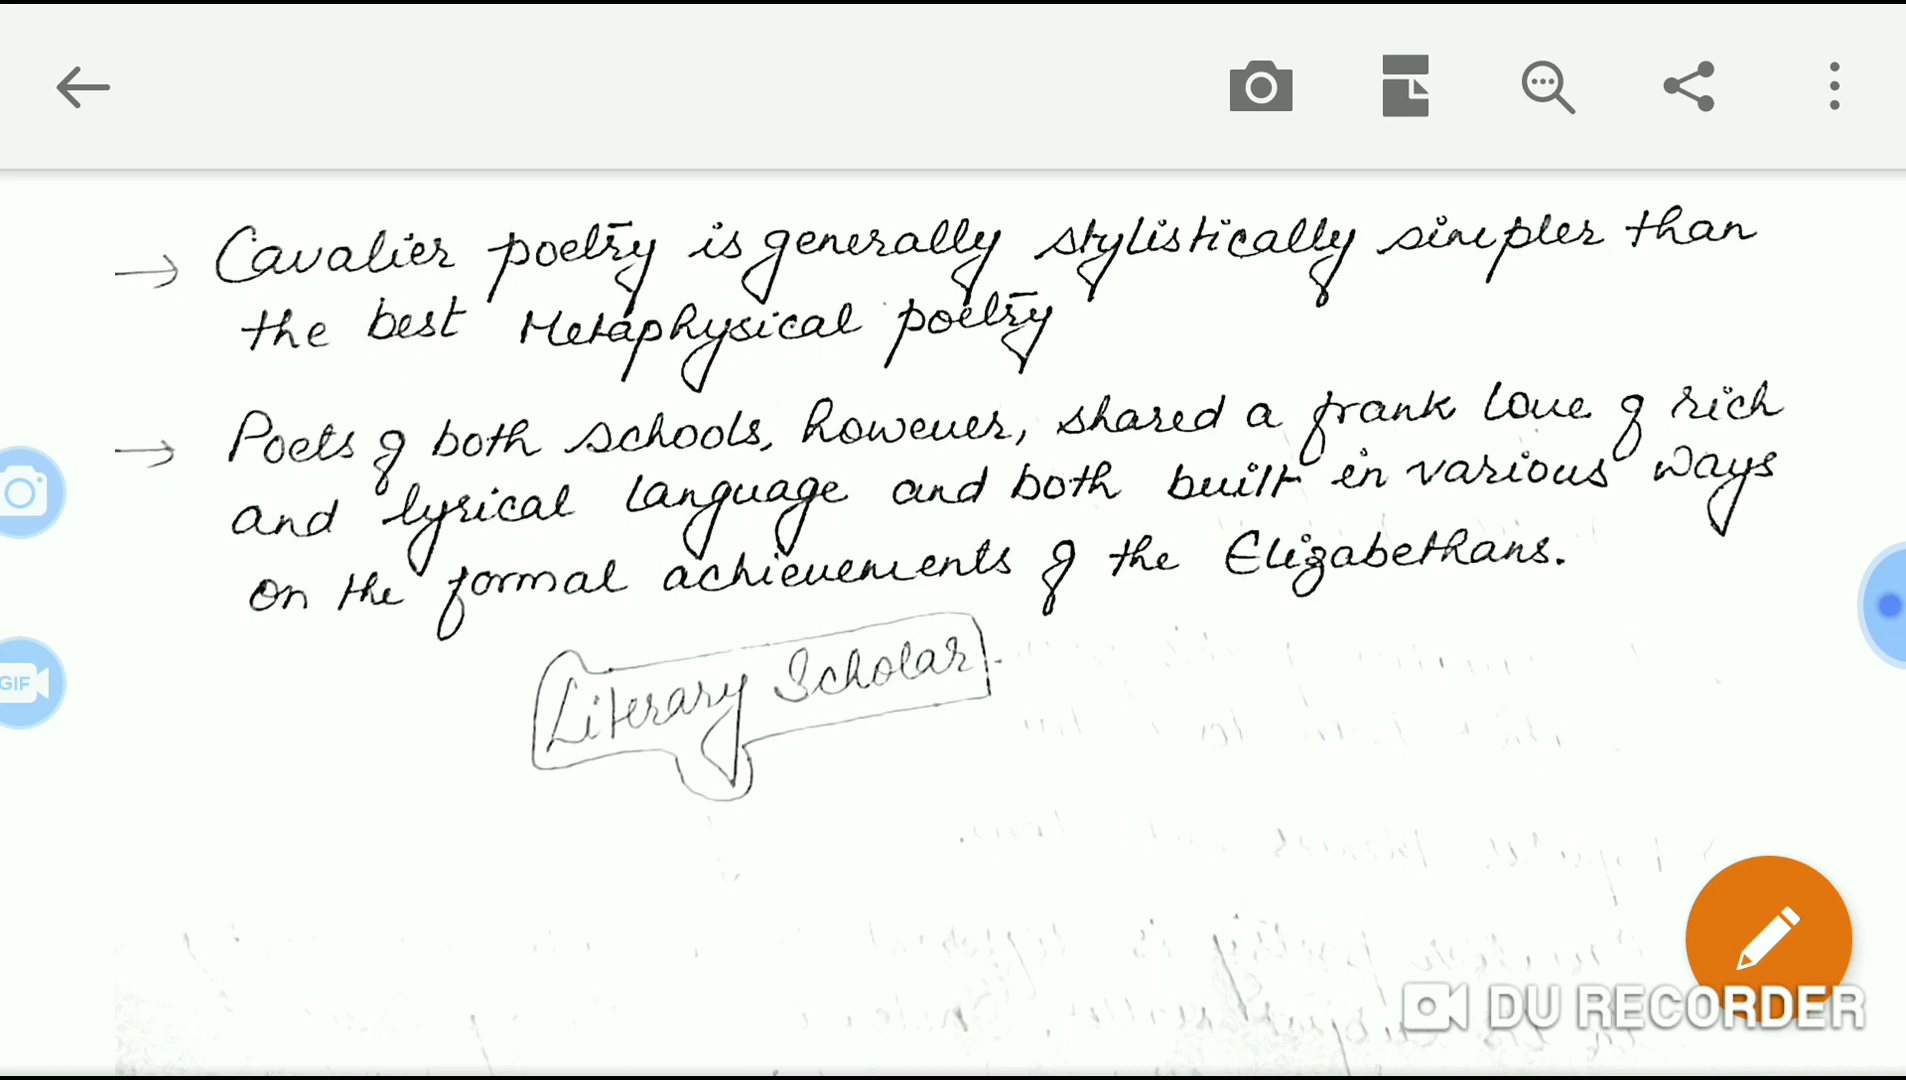 → Cavalier poetry is generally stylistically simpler than
the best Metaphysical poetry
→ Poets of both schools, however, shared a frank love of rich
and lyrical language and both built in various ways
on the formal achievements of the Elizabethans.
Literary Scholar
GIF
DU RECORDER